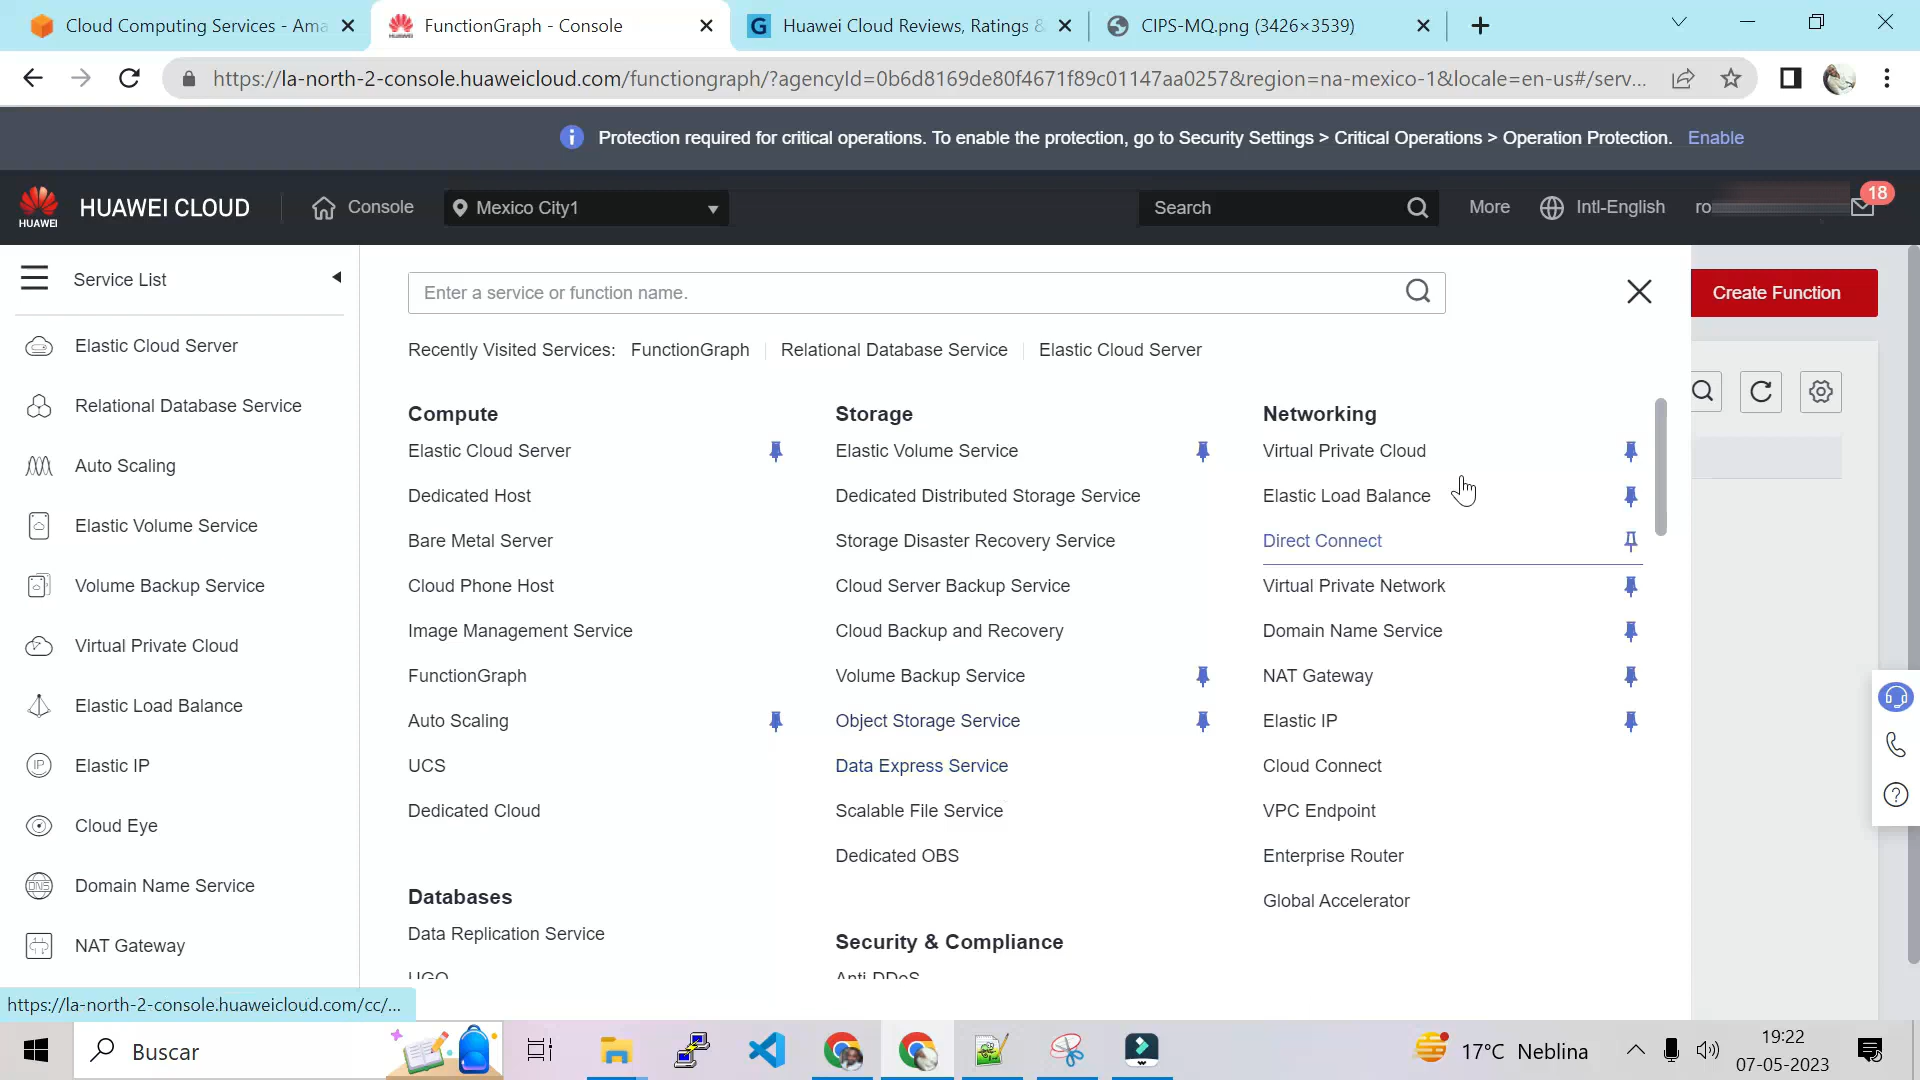 Cloud Computing Services - Ama
FunctionGraph - Console
Huawei Cloud Reviews, Ratings &
CIPS-MQ.png (3426×3539)
https://la-north-2-console.huaweicloud.com/functiongraph/?agencyId=0b6d8169de80f4671f89c01147aa0257&region=na-mexico-1&locale=en-us#/serv...
Protection required for critical operations. To enable the protection, go to Security Settings > Critical Operations > Operation Protection. Enable
HUAWEI
HUAWEI CLOUD
Console
Mexico City1
Search
More
Intl-English
ro
18
Service List
Elastic Cloud Server
Relational Database Service
Auto Scaling
Elastic Volume Service
Volume Backup Service
Virtual Private Cloud
Elastic Load Balance
IP
Elastic IP
Cloud Eye
DNS
Domain Name Service
NAT Gateway
Enter a service or function name.
Create Function
Recently Visited Services: FunctionGraph Relational Database Service Elastic Cloud Server
Compute
Elastic Cloud Server
Dedicated Host
Bare Metal Server
Cloud Phone Host
Image Management Service
FunctionGraph
Auto Scaling
UCS
Dedicated Cloud
Databases
Data Replication Service
UGO
Storage
Elastic Volume Service
Dedicated Distributed Storage Service
Storage Disaster Recovery Service
Cloud Server Backup Service
Cloud Backup and Recovery
Volume Backup Service
Object Storage Service
Data Express Service
Scalable File Service
Dedicated OBS
Security & Compliance
Anti-DDoS
Networking
Virtual Private Cloud
Elastic Load Balance
Direct Connect
Virtual Private Network
Domain Name Service
NAT Gateway
Elastic IP
Cloud Connect
VPC Endpoint
Enterprise Router
Global Accelerator
https://la-north-2-console.huaweicloud.com/cc/...
Buscar
17°C Neblina
19:22
07-05-2023